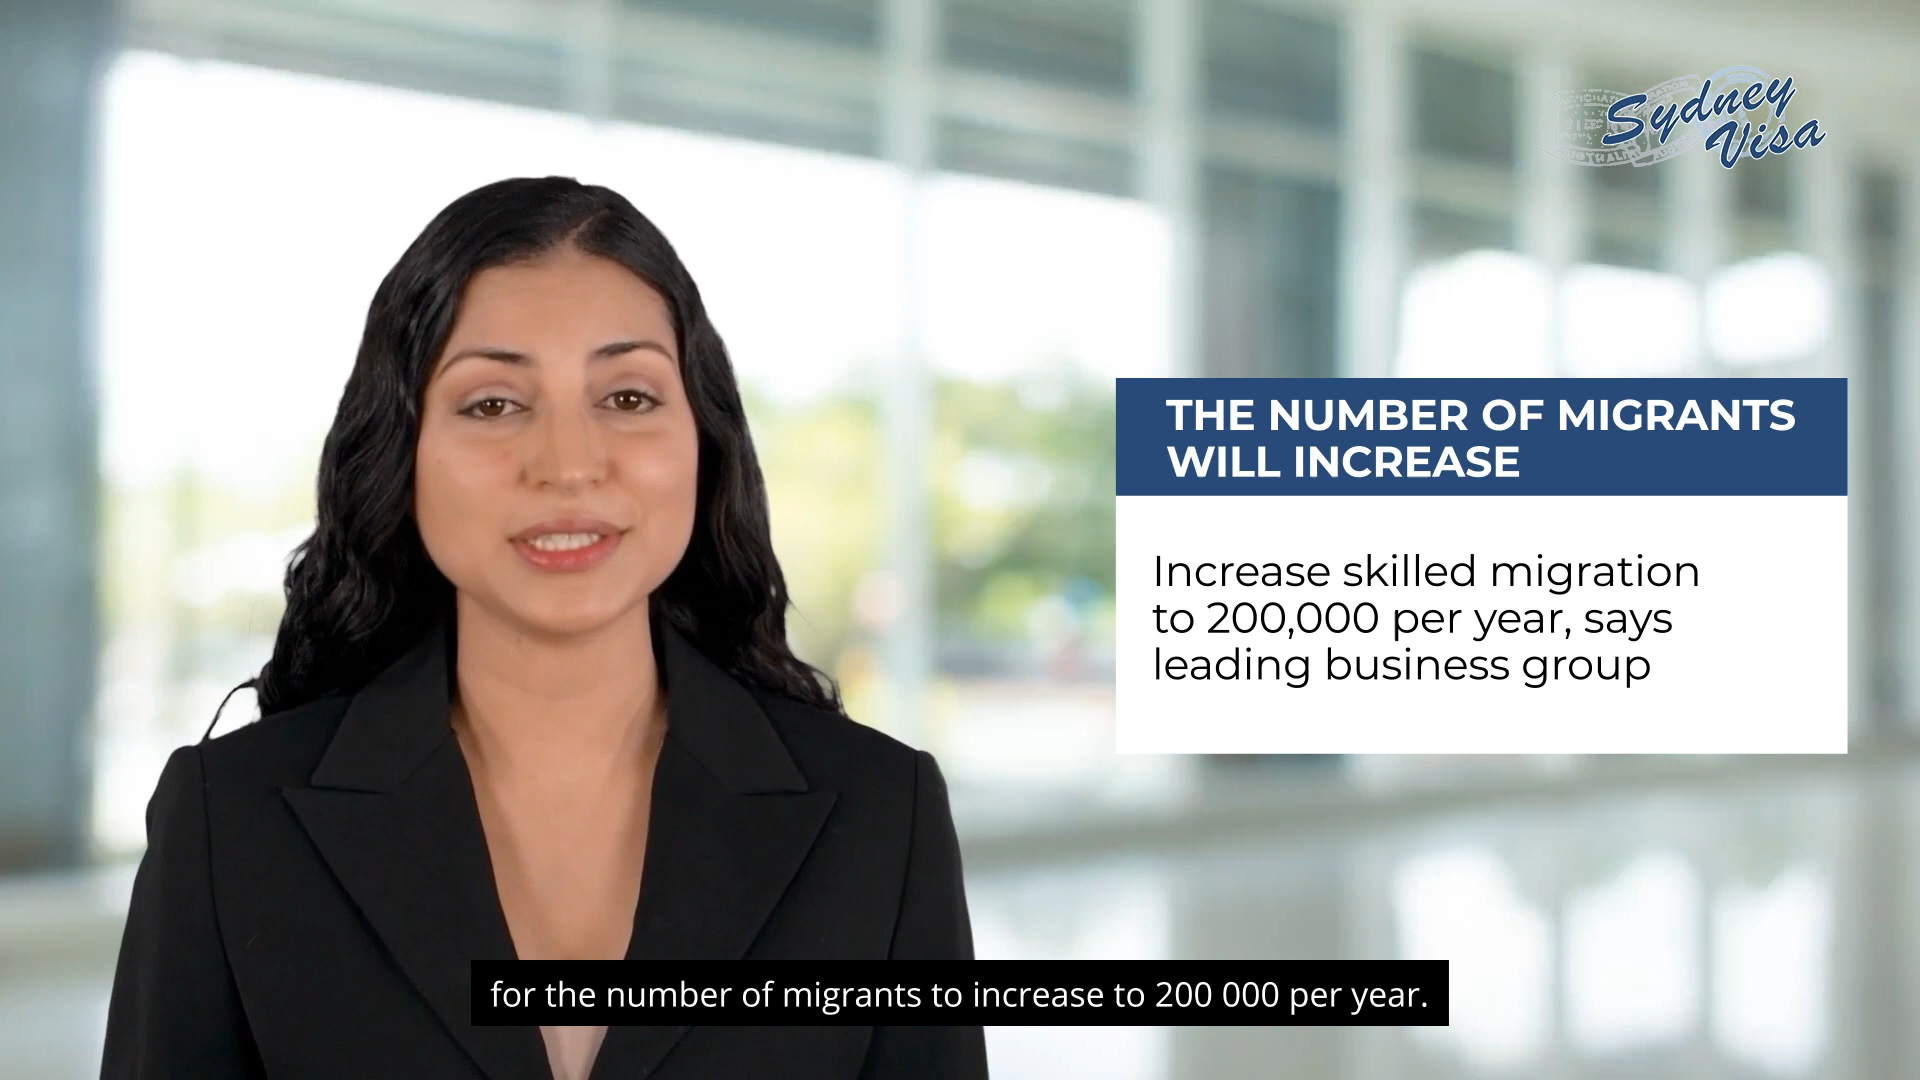 Sydney
Visa
THE NUMBER OF MIGRANTS
WILL INCREASE
Increase skilled migration
to 200,000 per year, says
leading business group
for the number of migrants to increase to 200 000 per year.